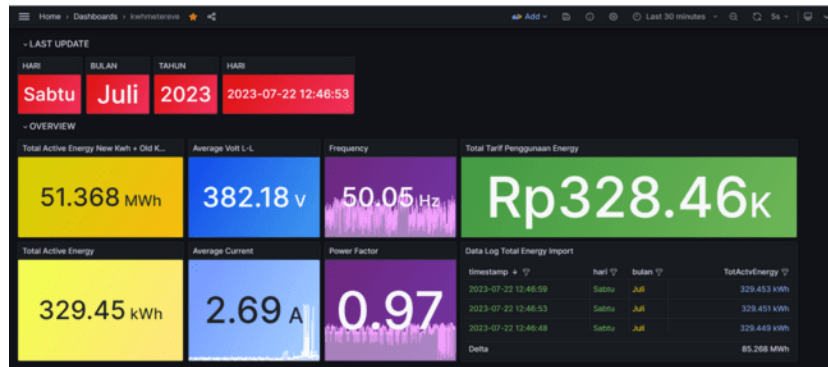 Home › Dashboards › kwhmetereve
Add
Last 30 minutes
5s
LAST UPDATE
HARI BULAN TAHUN HARI
Sabtu Juli 2023 2023-07-22 12:46:53
OVERVIEW
Total Active Energy New Kwh + Old K... Average Volt L-L Frequency Total Tarif Penggunaan Energy
51.368 MWh 382.18 V 50.05 Hz Rp328.46K
Total Active Energy Average Current Power Factor Data Log Total Energy Import
329.45 kWh 2.69 A 0.97
timestamp hari bulan TotActvEnergy
2023-07-22 12:46:59 Sabtu Juli 329.453 kWh
2023-07-22 12:46:53 Sabtu Juli 329.451 kWh
2023-07-22 12:46:48 Sabtu Juli 329.449 kWh
Delta 85.268 MWh